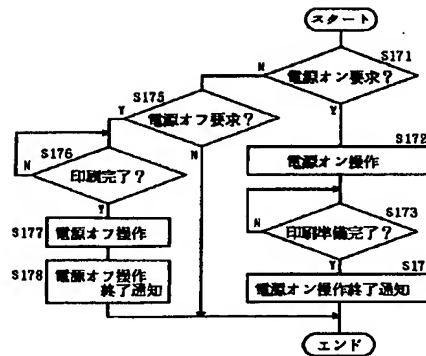 スタート
S171
電源オン要求？
N
Y
S175
電源オフ要求？
Y
N
S172
電源オン操作
S176
印刷完了？
N
Y
S173
印刷準備完了？
N
Y
S177
電源オフ操作
S178
電源オフ操作
終了通知
S17
電源オン操作終了通知
エンド